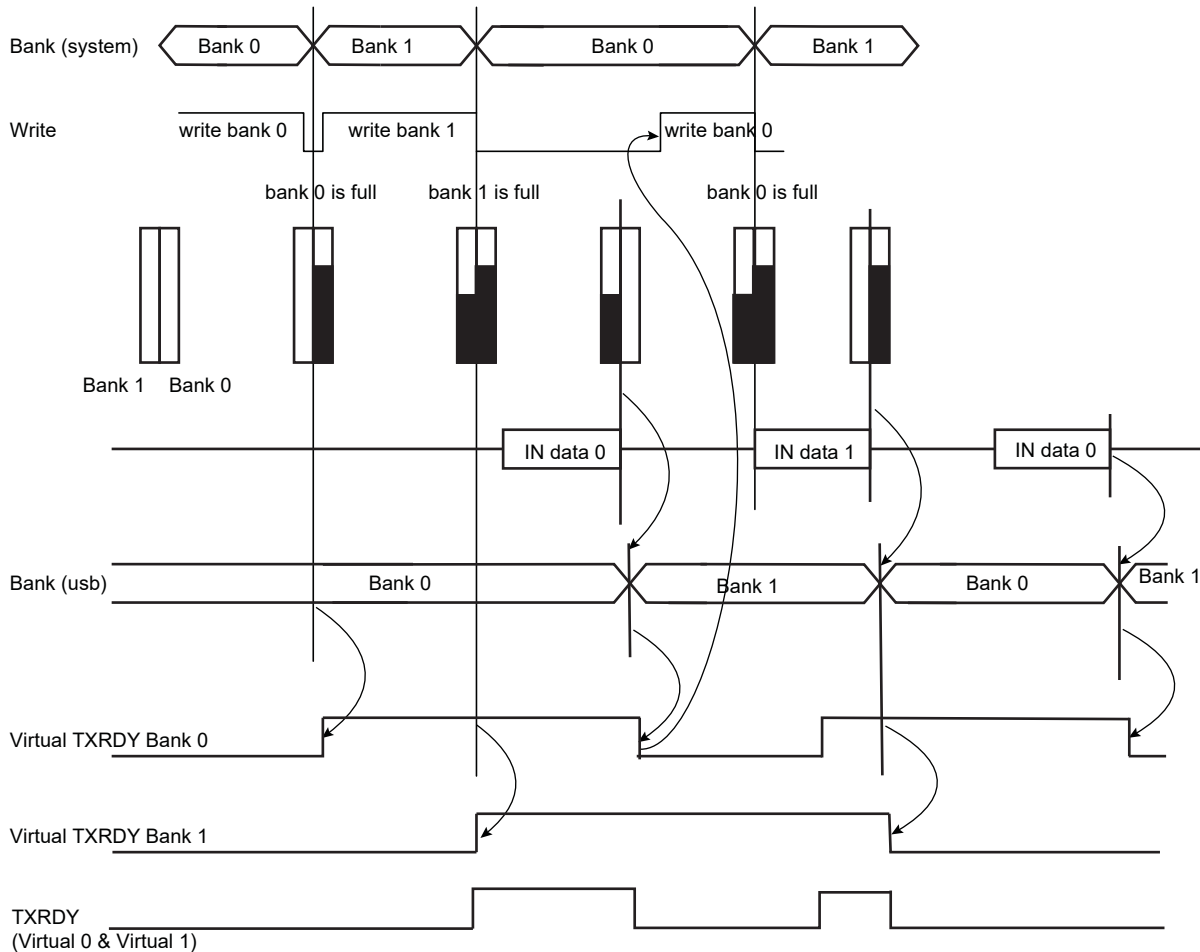 Bank (system)
Bank 0
Bank 1
Bank 0
Bank 1
Write
write bank 0
write bank 1
write bank 0
bank 0 is full
bank 1 is full
bank 0 is full
Bank 1
Bank 0
IN data 0
IN data 1
IN data 0
Bank (usb)
Bank 0
Bank 1
Bank 0
Bank 1
Virtual TXRDY Bank 0
Virtual TXRDY Bank 1
TXRDY
(Virtual 0 & Virtual 1)